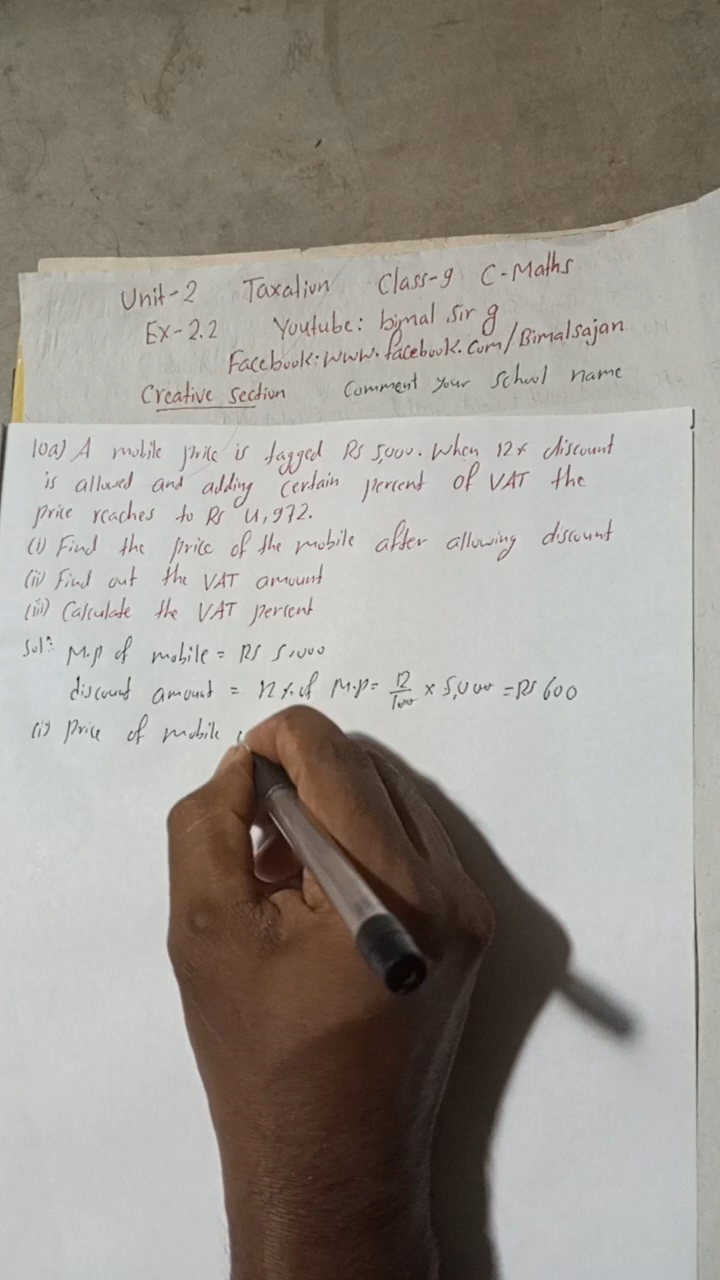 Unit-2 Taxation Class-9 C-Maths
Ex-2.2 Youtube: bimal sir g
Facebook: www.facebook.com/Bimalsajan
Creative section Comment your school name
10a) A mobile price is tagged Rs 5,000. When 12% discount
is allowed and adding certain percent of VAT the
price reaches to Rs 4,972.
(i) Find the price of the mobile after allowing discount
(ii) Find out the VAT amount
(iii) Calculate the VAT percent
Solⁿ: M.p of mobile = Rs 5,000
discount amount = 12% of M.p = 12/100 × 5,000 = Rs 600
(i) Price of mobile